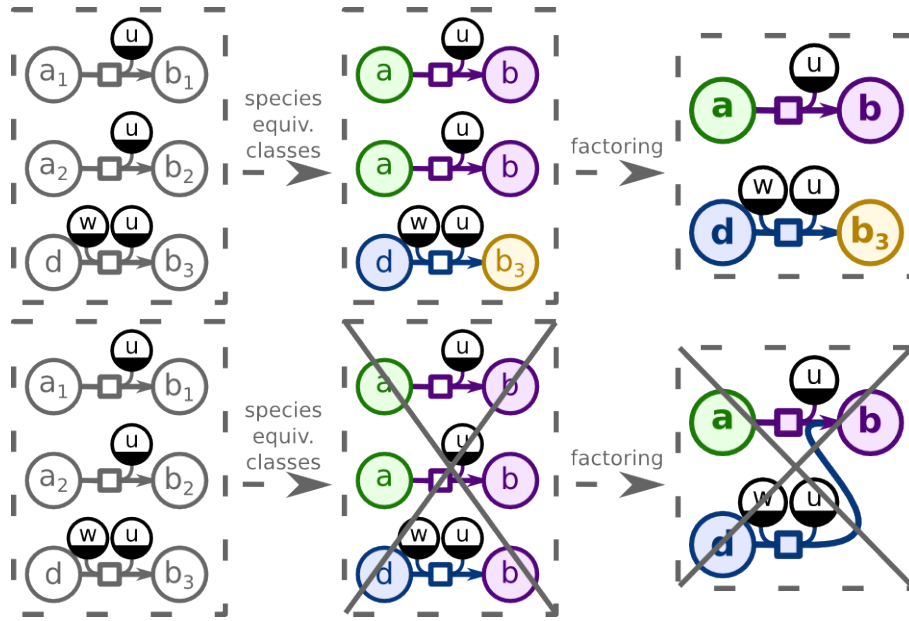 u
a1 b1
u
a2 b2
w u
d b3
species
equiv.
classes
u
a b
u
a b
w u
d b3
factoring
u
a b
w u
d b3
u
a1 b1
u
a2 b2
w u
d b3
species
equiv.
classes
u
a b
u
a b
w u
d b
factoring
u
a b
w u
d